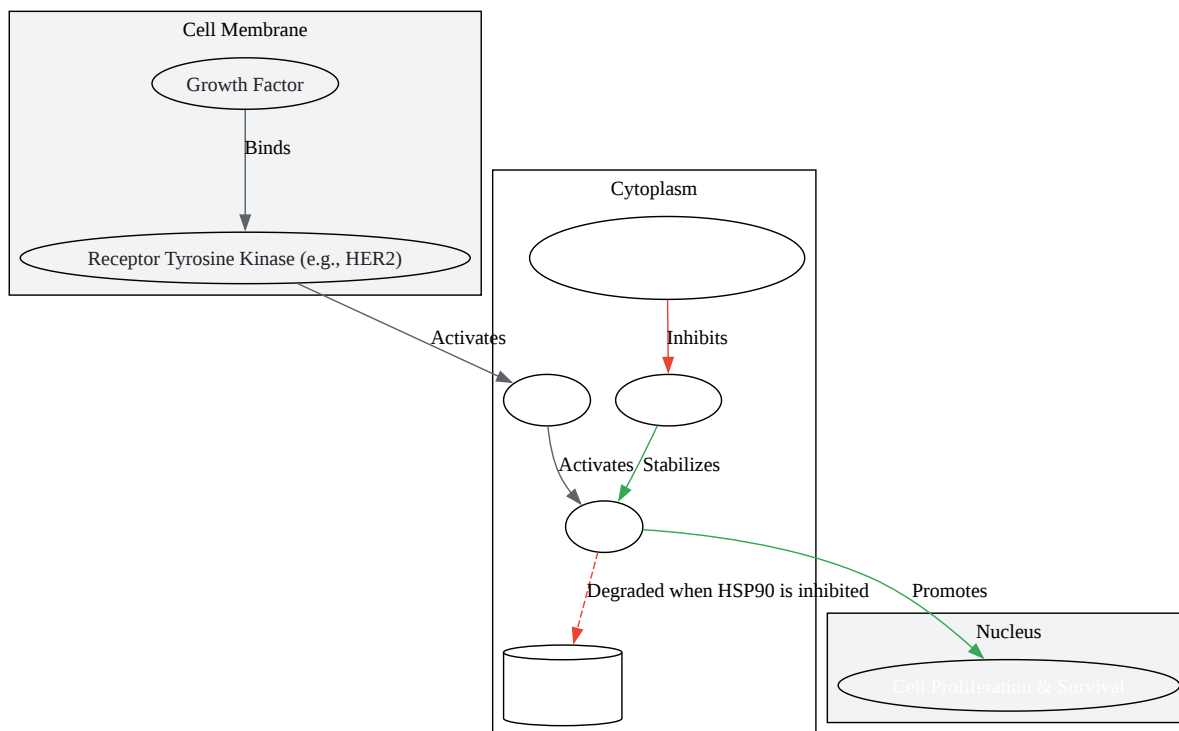 Cell Membrane
Growth Factor
Binds
Receptor Tyrosine Kinase (e.g., HER2)
Cytoplasm
Activates
Inhibits
Activates
Stabilizes
Degraded when HSP90 is inhibited
Promotes
Nucleus
Cell Proliferation & Survival